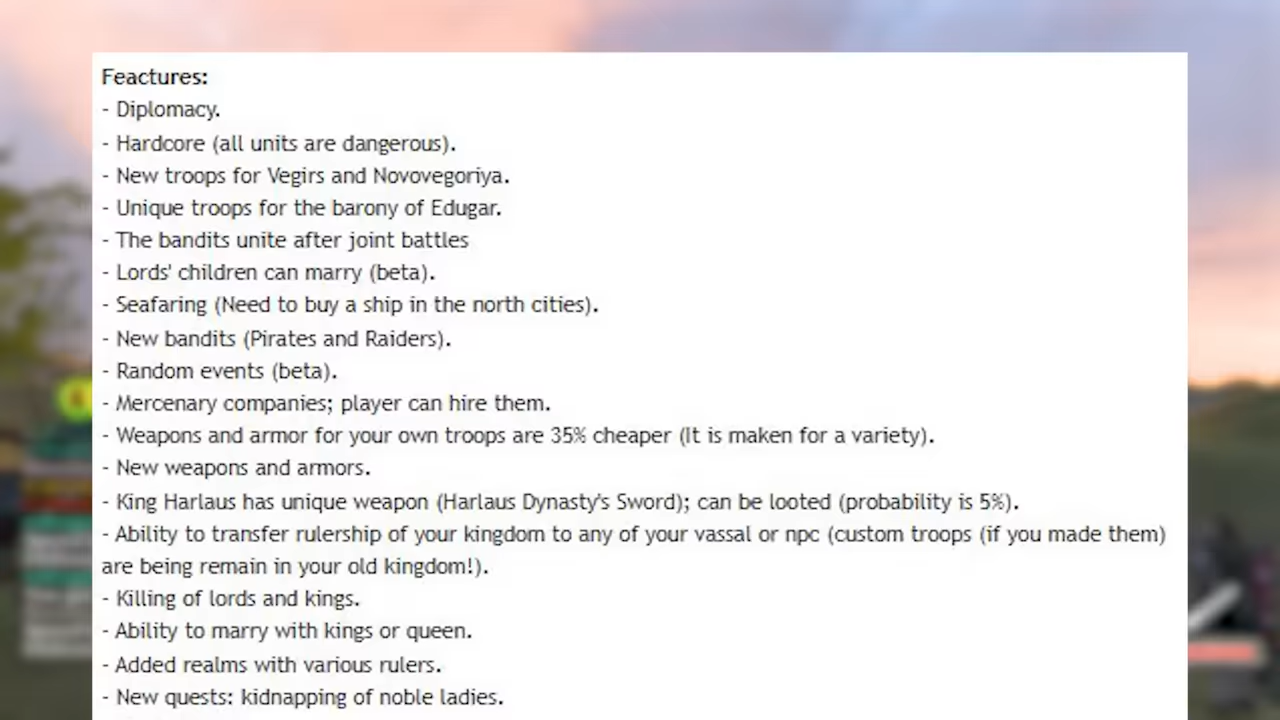 Feactures:
- Diplomacy.
- Hardcore (all units are dangerous).
- New troops for Vegirs and Novovegoriya.
- Unique troops for the barony of Edugar.
- The bandits unite after joint battles
- Lords' children can marry (beta).
- Seafaring (Need to buy a ship in the north cities).
- New bandits (Pirates and Raiders).
- Random events (beta).
- Mercenary companies; player can hire them.
- Weapons and armor for your own troops are 35% cheaper (It is maken for a variety).
- New weapons and armors.
- King Harlaus has unique weapon (Harlaus Dynasty's Sword); can be looted (probability is 5%).
- Ability to transfer rulership of your kingdom to any of your vassal or npc (custom troops (if you made them)
are being remain in your old kingdom!).
- Killing of lords and kings.
- Ability to marry with kings or queen.
- Added realms with various rulers.
- New quests: kidnapping of noble ladies.